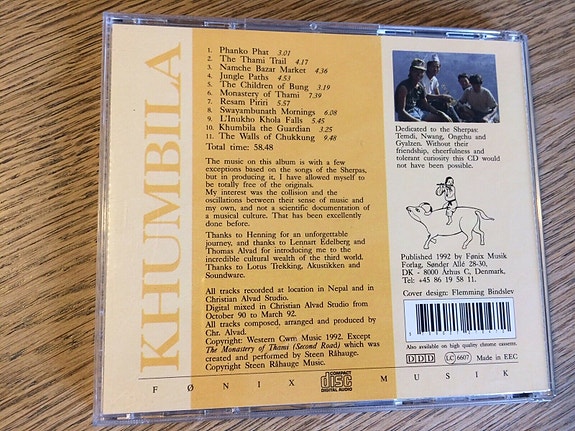 KHUMBILA
1. Phanko Phat 3.01
2. The Thami Trail 4.17
3. Namche Bazar Market 4.36
4. Jungle Paths 4.53
5. The Children of Bung 3.19
6. Monastery of Thami 7.39
7. Resam Piriri 5.57
8. Swayambunath Mornings 6.08
9. L'Inukho Khola Falls 5.45
10. Khumbila the Guardian 3.25
11. The Walls of Chukkung 9.48
Total time: 58.48
The music on this album is with a few
exceptions based on the songs of the Sherpas,
but in producing it, I have allowed myself to
be totally free of the originals.
My interest was the collision and the
oscillations between their sense of music and
my own, and not a scientific documentation of
a musical culture. That has been excellently
done before.
Thanks to Henning for an unforgettable
journey, and thanks to Lennart Edelberg and
Thomas Alvad for introducing me to the
incredible cultural wealth of the third world.
Thanks to Lotus Trekking, Akustikken and
Soundware.
All tracks recorded at location in Nepal and in
Christian Alvad Studio.
Digital mixed in Christian Alvad Studio from
October 90 to March 92.
All tracks composed, arranged and produced by
Chr. Alvad.
Copyright: Western Cwm Music 1992. Except
The Monastery of Thami (Second Road) which was
created and performed by Steen Råhauge.
Copyright Steen Råhauge Music.
Dedicated to the Sherpas:
Temdi, Nwang, Ongchu and
Gyalzen. Without their
friendship, cheerfulness and
tolerant curiosity this CD would
not have been possible.
Published 1992 by Fønix Musik
Forlag, Sønder Allé 28-30,
DK - 8000 Århus C, Denmark,
Tel: +45 86 19 58 11.
Cover design: Flemming Bindslev
Also available on high quality chrome cassettes.
DDD LC 6607 Made in EEC
COMPACT
disc
DIGITAL AUDIO
FØNIX MUSIK